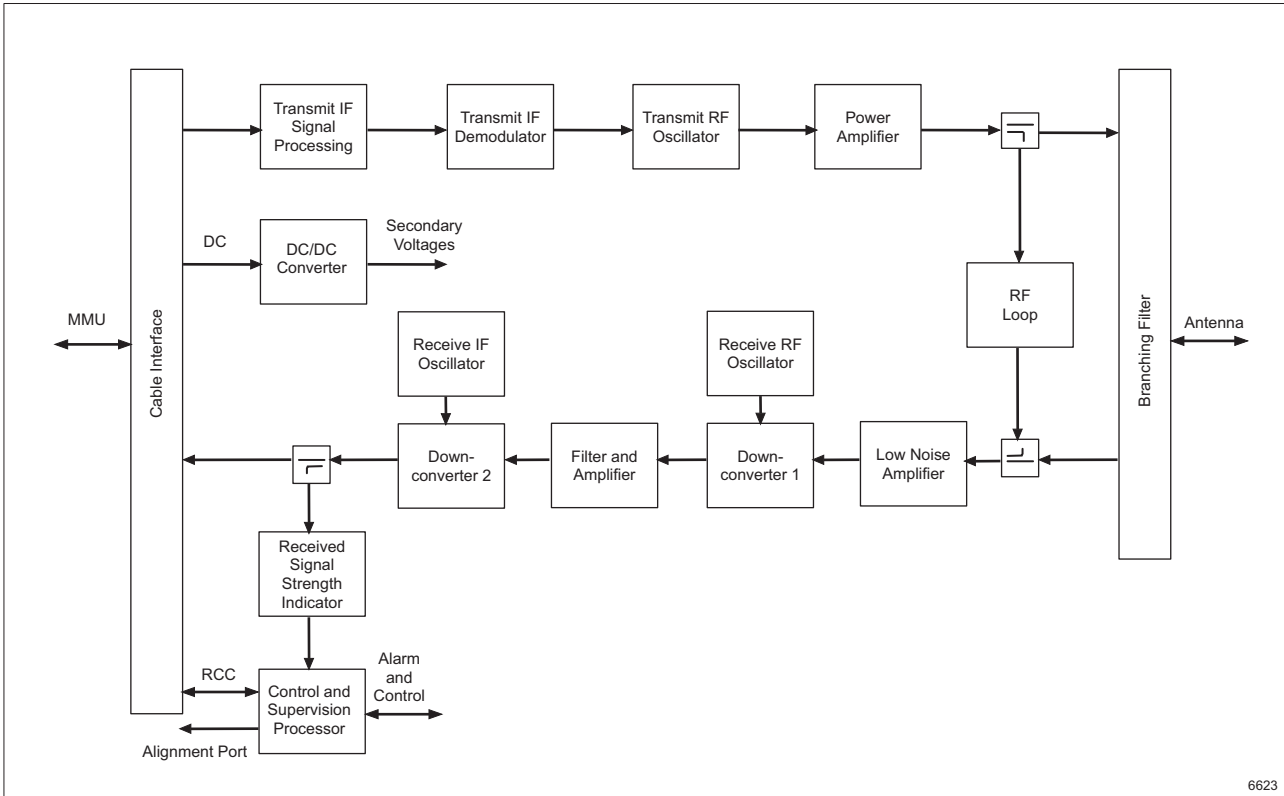 Transmit IF
Signal
Processing
Transmit IF
Demodulator
Transmit RF
Oscillator
Power
Amplifier
DC
DC/DC
Converter
Secondary
Voltages
RF
Loop
MMU
Cable Interface
Receive IF
Oscillator
Receive RF
Oscillator
Branching Filter
Antenna
Down-
converter 2
Filter and
Amplifier
Down-
converter 1
Low Noise
Amplifier
Received
Signal
Strength
Indicator
RCC
Control and
Supervision
Processor
Alarm
and
Control
Alignment Port
6623